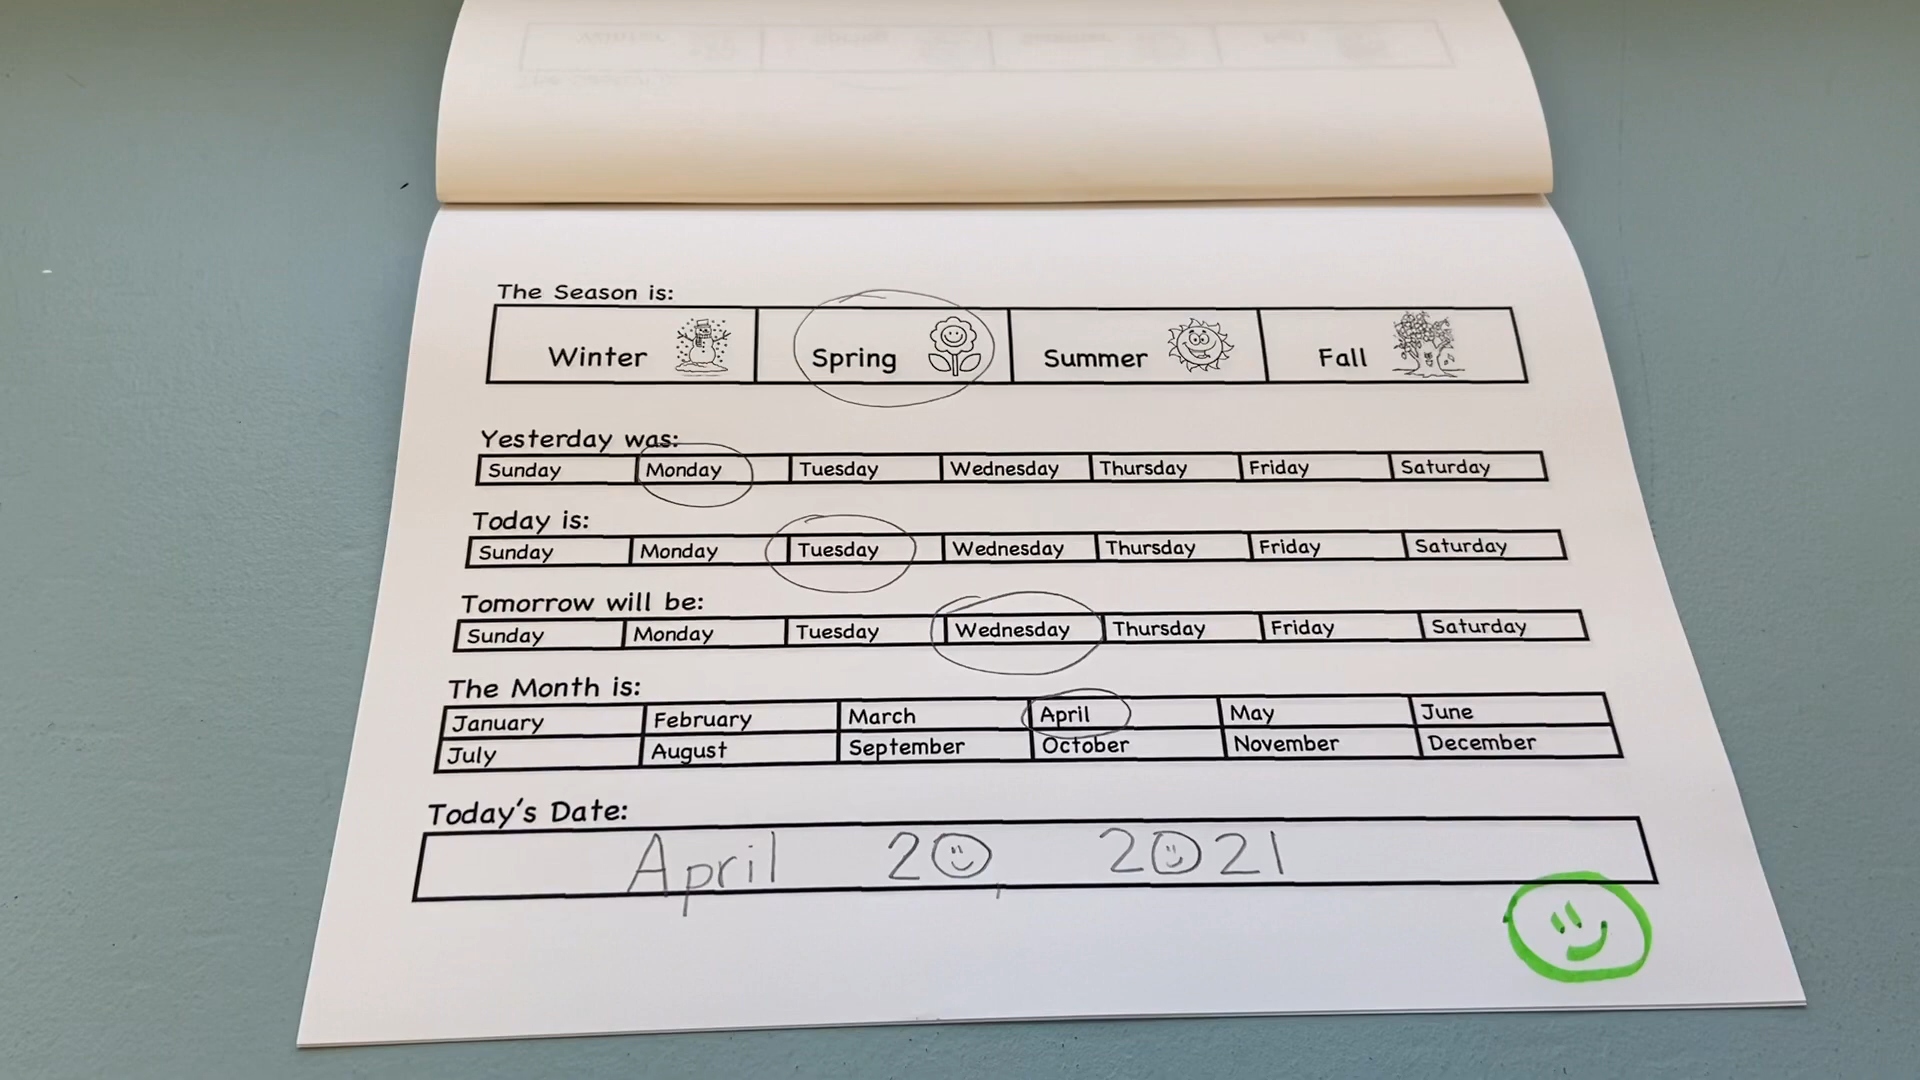 The Season is:
Winter Spring Summer Fall
Yesterday was:
Sunday Monday Tuesday Wednesday Thursday Friday Saturday
Today is:
Sunday Monday Tuesday Wednesday Thursday Friday Saturday
Tomorrow will be:
Sunday Monday Tuesday Wednesday Thursday Friday Saturday
The Month is:
January February March April May June
July August September October November December
Today's Date:
April 20, 2021